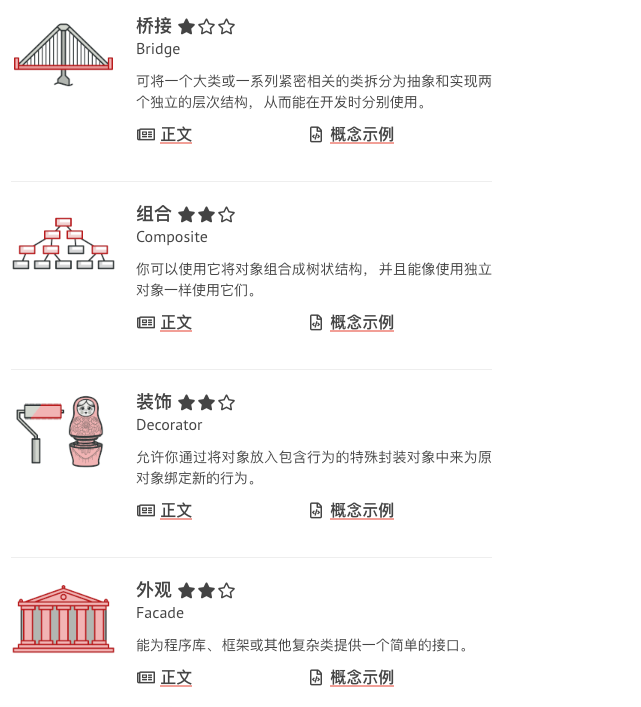 桥接 ★☆☆
Bridge
可将一个大类或一系列紧密相关的类拆分为抽象和实现两
个独立的层次结构， 从而能在开发时分别使用。
正文 概念示例
组合 ★★☆
Composite
你可以使用它将对象组合成树状结构， 并且能像使用独立
对象一样使用它们。
正文 概念示例
装饰 ★★☆
Decorator
允许你通过将对象放入包含行为的特殊封装对象中来为原
对象绑定新的行为。
正文 概念示例
外观 ★★☆
Facade
能为程序库、 框架或其他复杂类提供一个简单的接口。
正文 概念示例